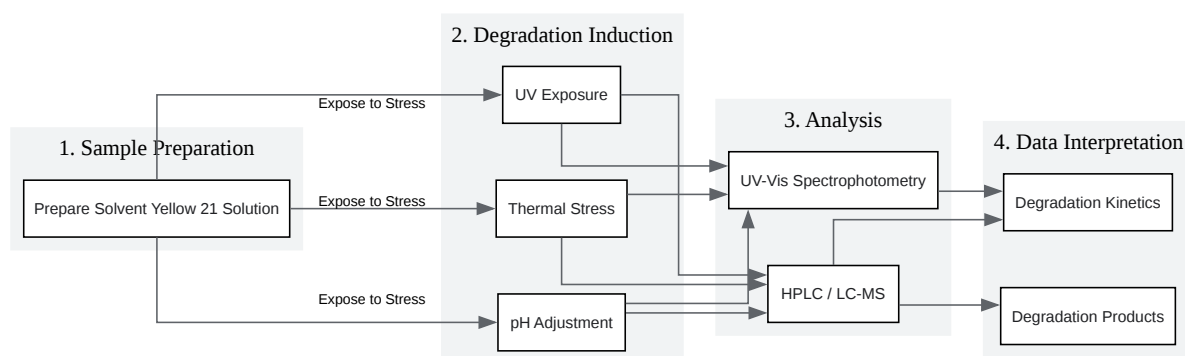 1. Sample Preparation
Prepare Solvent Yellow 21 Solution
Expose to Stress
Expose to Stress
Expose to Stress
2. Degradation Induction
UV Exposure
Thermal Stress
pH Adjustment
3. Analysis
UV-Vis Spectrophotometry
HPLC / LC-MS
4. Data Interpretation
Degradation Kinetics
Degradation Products